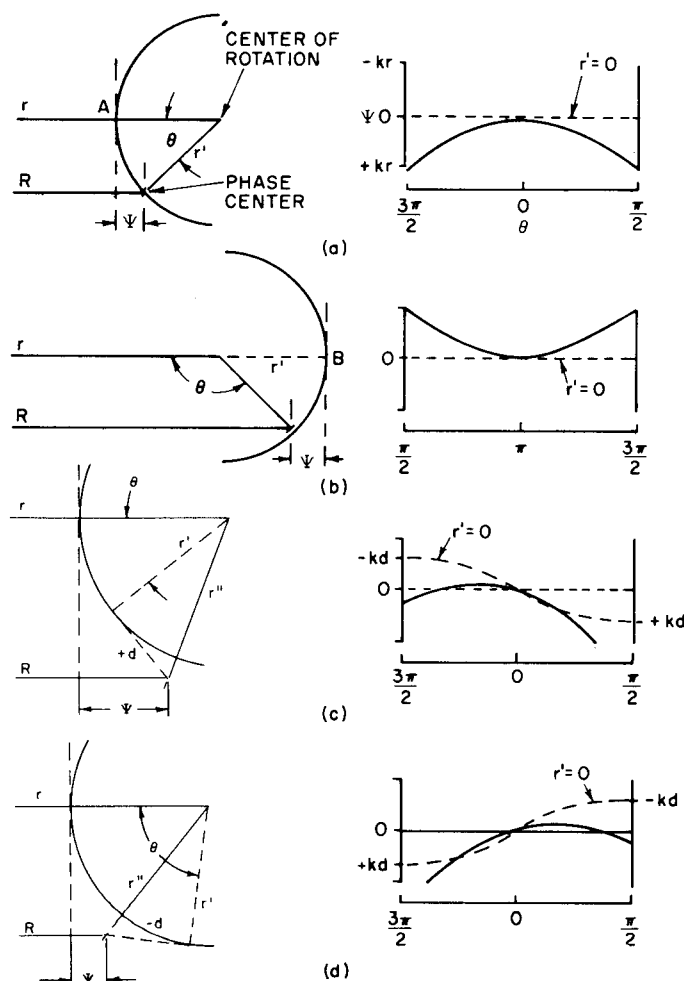 CENTER OF
ROTATION
r
A
θ
r'
R
PHASE
CENTER
Ψ
(a)
-kr
r'=0
Ψ 0
+kr
3π/2
0
π/2
θ
r
r'
B
θ
R
Ψ
(b)
0
r'=0
π/2
π
3π/2
r
θ
r'
r"
+d
R
Ψ
(c)
r'=0
-kd
0
+kd
3π/2
0
π/2
r
θ
r"
r'
-d
R
Ψ
(d)
r'=0
-kd
0
+kd
3π/2
0
π/2